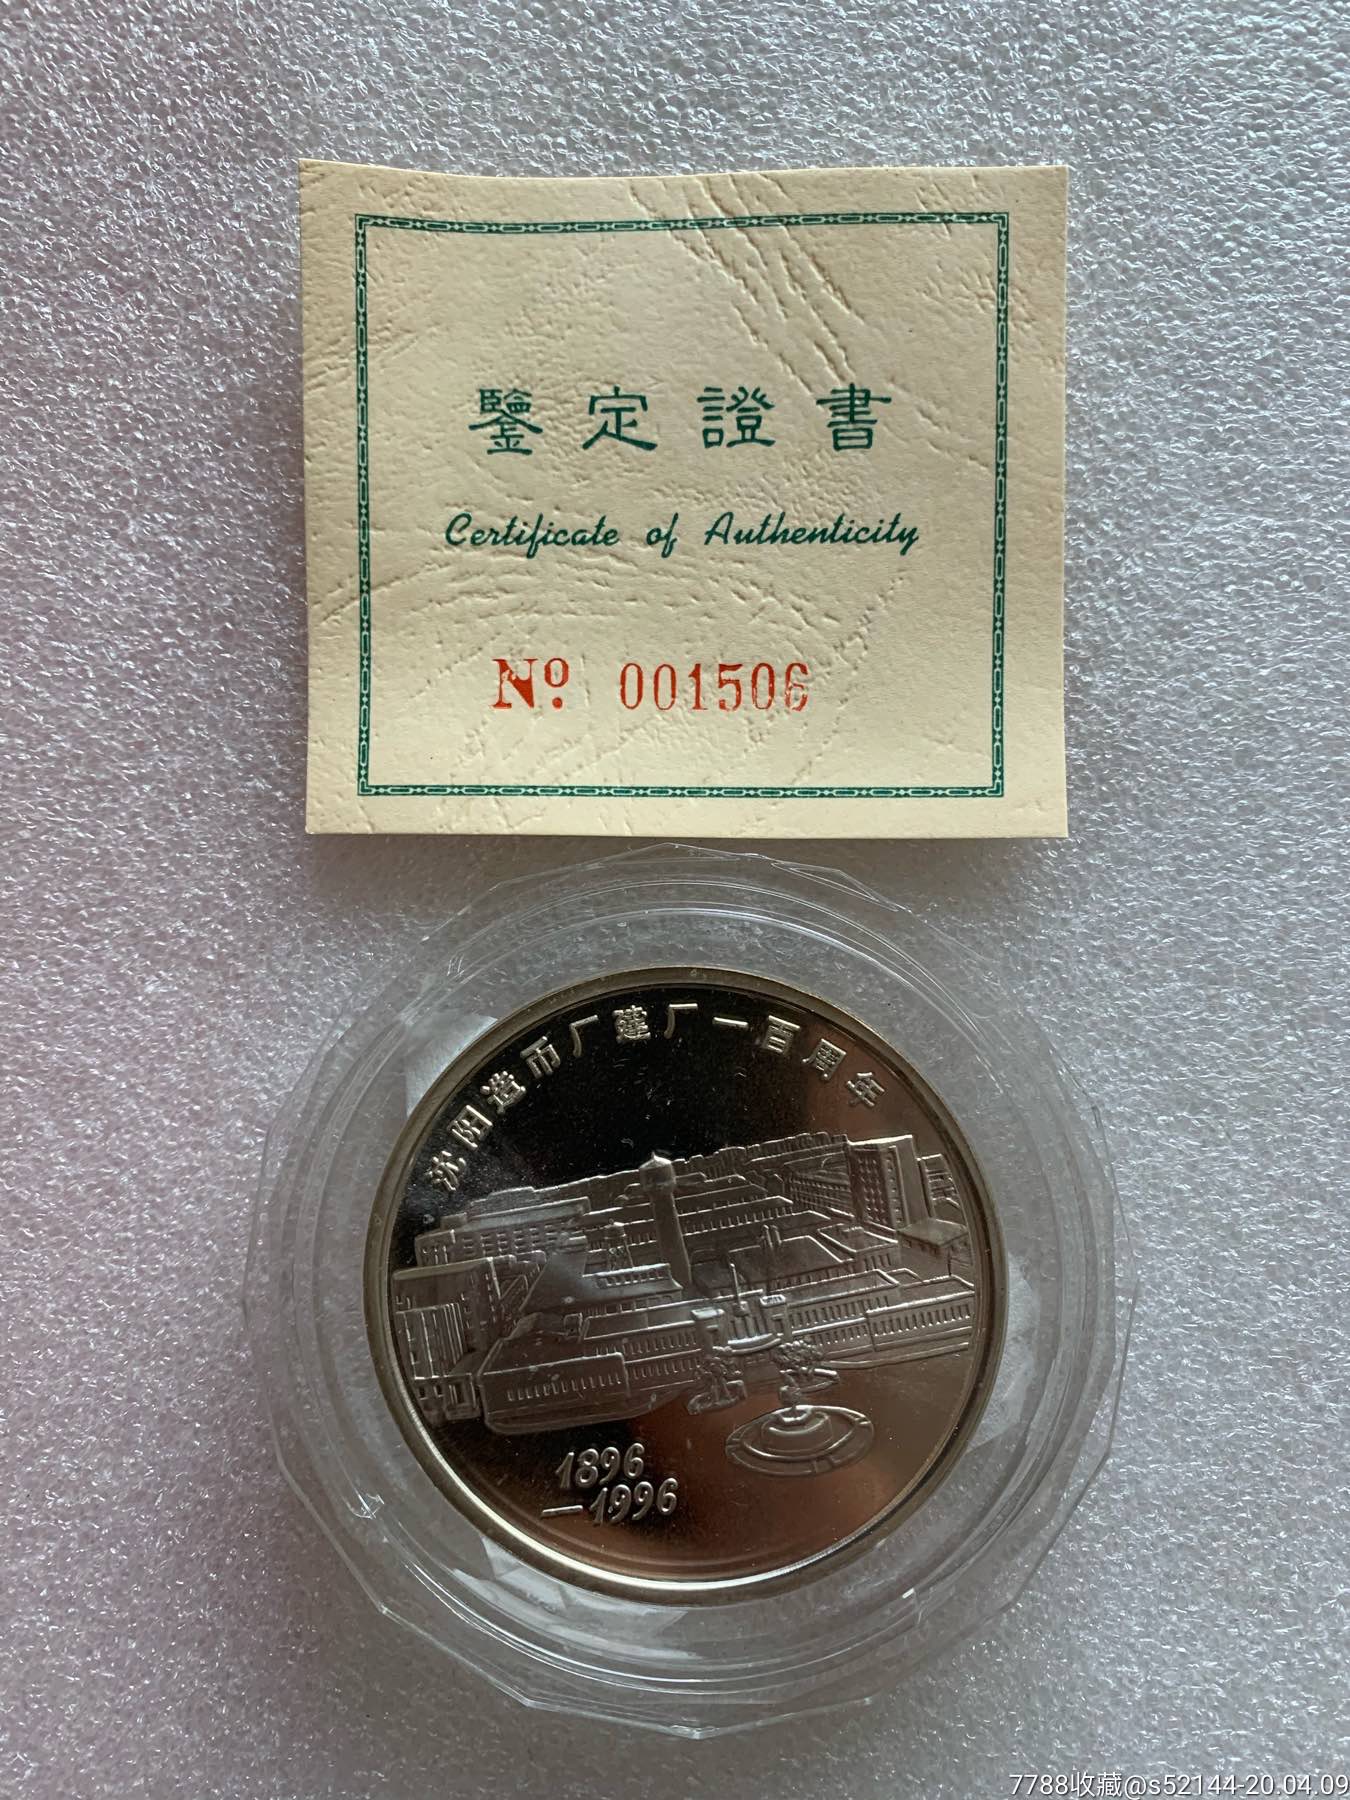 鑒定證書
Certificate of Authenticity
Nº 001506
沈阳造币厂建厂一百周年
1896
—1996
7788收藏@s52144-20.04.09